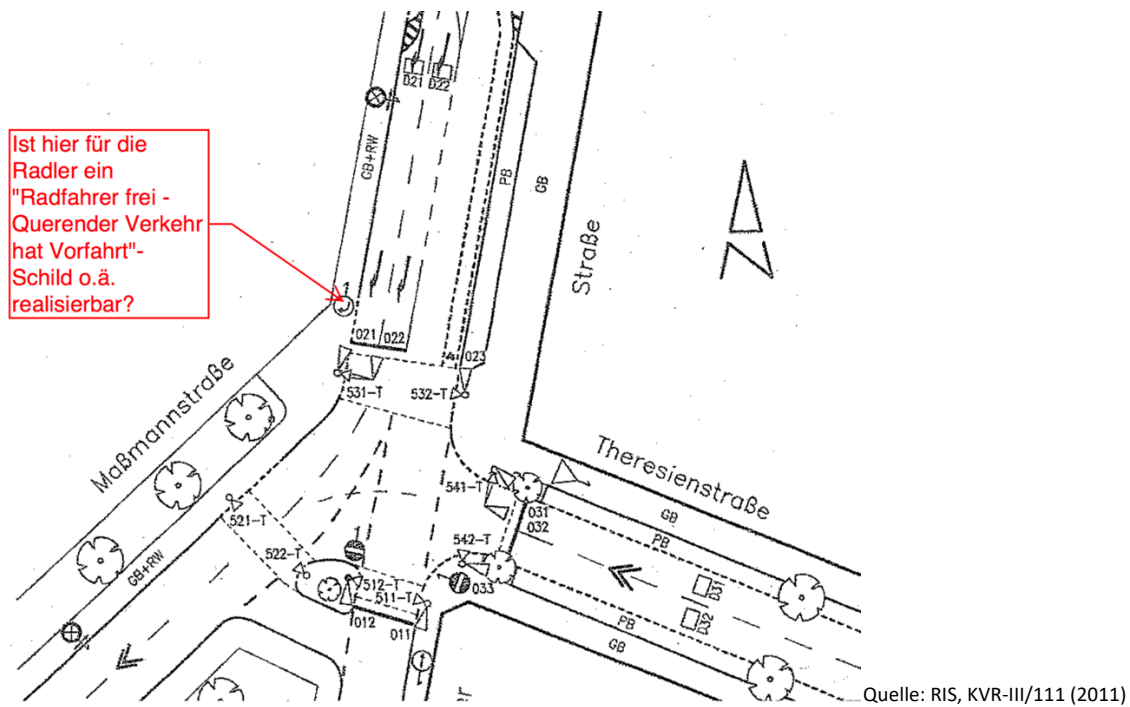 D21 D22
Ist hier für die
Radler ein
"Radfahrer frei -
Querender Verkehr
hat Vorfahrt"-
Schild o.ä.
realisierbar?
GB+RW
PB
GB
Straße
021 022
023
531-T
532-T
Maßmannstraße
Theresienstraße
541-T
031
032
GB
PB
521-T
542-T
522-T
GB+RW
512-T
511-T
033
D31
D32
012
011
PB
GB
er
Quelle: RIS, KVR-III/111 (2011)